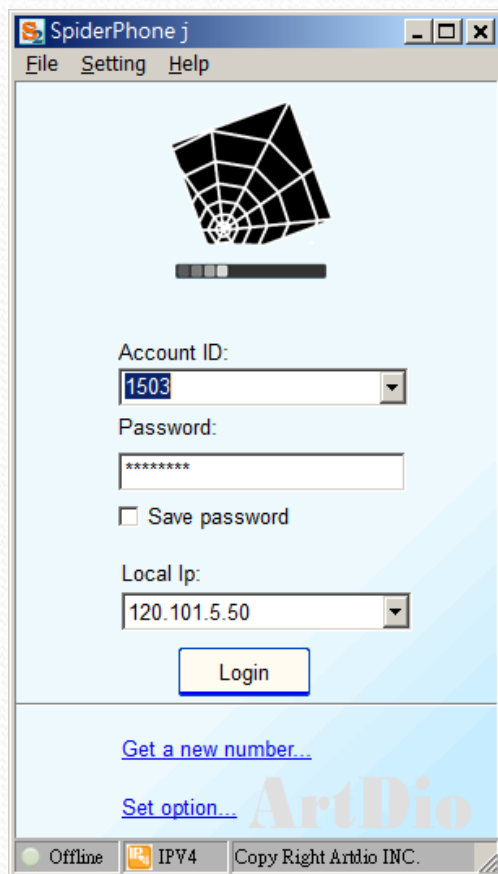 SpiderPhone j
File Setting Help
Account ID:
1503
Password:
********
Save password
Local Ip:
120.101.5.50
Login
Get a new number...
Set option...
ArtDio
Offline IPV4 Copy Right Artdio INC.